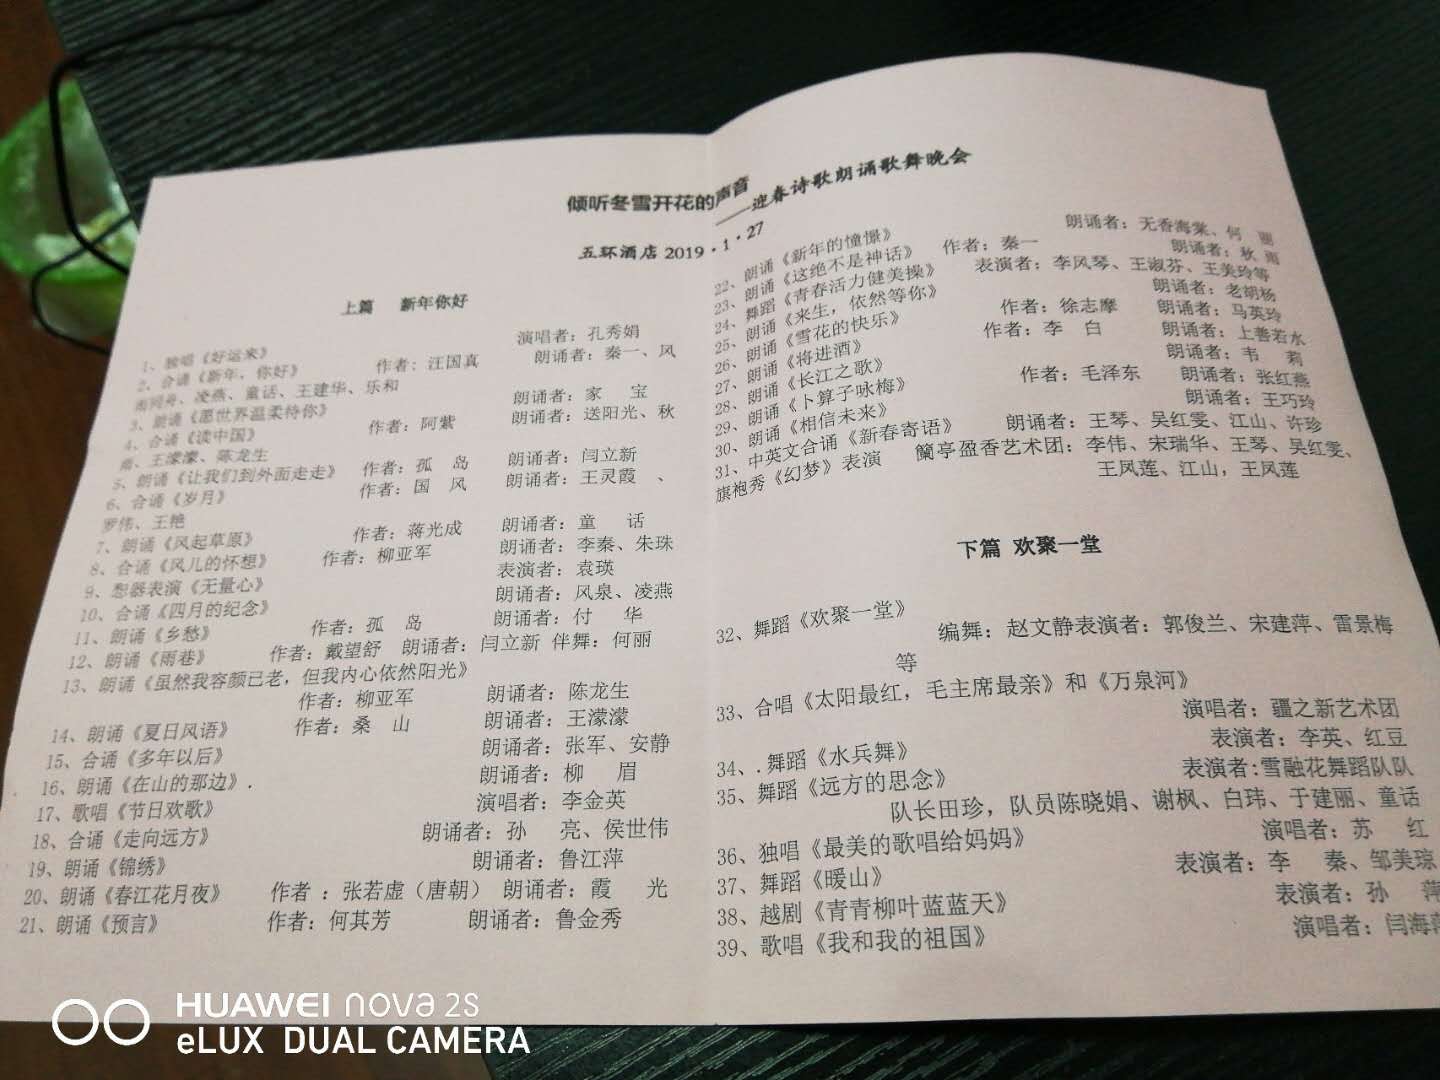 倾听冬雪开花的声音
——迎春诗歌朗诵歌舞晚会
五环酒店 2019·1·27
上篇 新年你好
1、独唱《好运来》 演唱者：孔秀娟
2、合诵《新年，你好》 作者：汪国真 朗诵者：秦一、风
雨同舟、凌燕、童话、王建华、乐和
3、朗诵《愿世界温柔待你》 朗诵者：家 宝
4、合诵《读中国》 作者：阿紫 朗诵者：送阳光、秋
雨、王濛濛、陈龙生
5、朗诵《让我们到外面走走》 作者：孤 岛 朗诵者：闫立新
6、合诵《岁月》 作者：国 风 朗诵者：王灵霞 、
罗伟、王艳
7、朗诵《风起草原》 作者：蒋光成 朗诵者：童 话
8、合诵《风儿的怀想》 作者：柳亚军 朗诵者：李秦、朱珠
9、恕器表演《无量心》 表演者：袁瑛
10、合诵《四月的纪念》 朗诵者：风泉、凌燕
11、朗诵《乡愁》 作者：孤 岛 朗诵者：付 华
12、朗诵《雨巷》 作者：戴望舒 朗诵者：闫立新 伴舞：何丽
13、朗诵《虽然我容颜已老，但我内心依然阳光》
作者：柳亚军 朗诵者：陈龙生
14、朗诵《夏日风语》 作者：桑 山 朗诵者：王濛濛
15、合诵《多年以后》 朗诵者：张军、安静
16、朗诵《在山的那边》. 朗诵者：柳 眉
17、歌唱《节日欢歌》 演唱者：李金英
18、合诵《走向远方》 朗诵者：孙 亮、侯世伟
19、朗诵《锦绣》 朗诵者：鲁江萍
20、朗诵《春江花月夜》 作者 ：张若虚（唐朝） 朗诵者：霞 光
21、朗诵《预言》 作者：何其芳 朗诵者：鲁金秀
22、朗诵《新年的憧憬》 朗诵者：无香海棠、何 丽
23、朗诵《这绝不是神话》 作者：秦一 朗诵者：秋 雨
24、舞蹈《青春活力健美操》 表演者：李风琴、王淑芬、王美玲等
25、朗诵《来生，依然等你》 朗诵者：老胡杨
26、朗诵《雪花的快乐》 作者：徐志摩 朗诵者：马英玲
27、朗诵《将进酒》 作者：李 白 朗诵者：上善若水
28、朗诵《长江之歌》 朗诵者：韦 莉
29、朗诵《卜算子咏梅》 作者：毛泽东 朗诵者：张红燕
30、朗诵《相信未来》 朗诵者：王巧玲
31、中英文合诵《新春寄语》 朗诵者：王琴、吴红雯、江山、许珍
旗袍秀《幻梦》表演 蘭亭盈香艺术团：李伟、宋瑞华、王琴、吴红雯、
王凤莲、江山，王凤莲
下篇 欢聚一堂
32、舞蹈《欢聚一堂》
编舞：赵文静表演者：郭俊兰、宋建萍、雷景梅
等
33、合唱《太阳最红，毛主席最亲》和《万泉河》
演唱者：疆之新艺术团
34、.舞蹈《水兵舞》 表演者：李英、红豆
35、舞蹈《远方的思念》 表演者:雪融花舞蹈队队
队长田珍，队员陈晓娟、谢枫、白玮、于建丽、童话
36、独唱《最美的歌唱给妈妈》 演唱者：苏 红
37、舞蹈《暖山》 表演者：李 秦、邹美琼
38、越剧《青青柳叶蓝蓝天》 表演者：孙 萍
39、歌唱《我和我的祖国》 演唱者：闫海
HUAWEI nova 2S
eLUX DUAL CAMERA